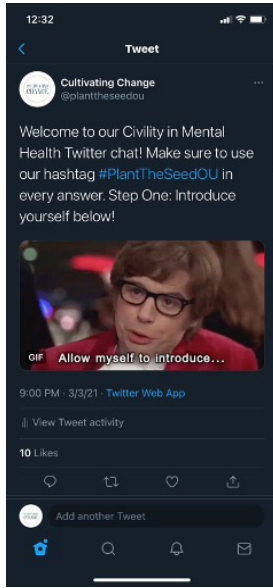 12:32
Tweet
Cultivating Change
@planttheseedou
Welcome to our Civility in Mental
Health Twitter chat! Make sure to use
our hashtag #PlantTheSeedOU in
every answer. Step One: Introduce
yourself below!
GIF Allow myself to introduce...
9:00 PM · 3/3/21 · Twitter Web App
View Tweet activity
10 Likes
Add another Tweet